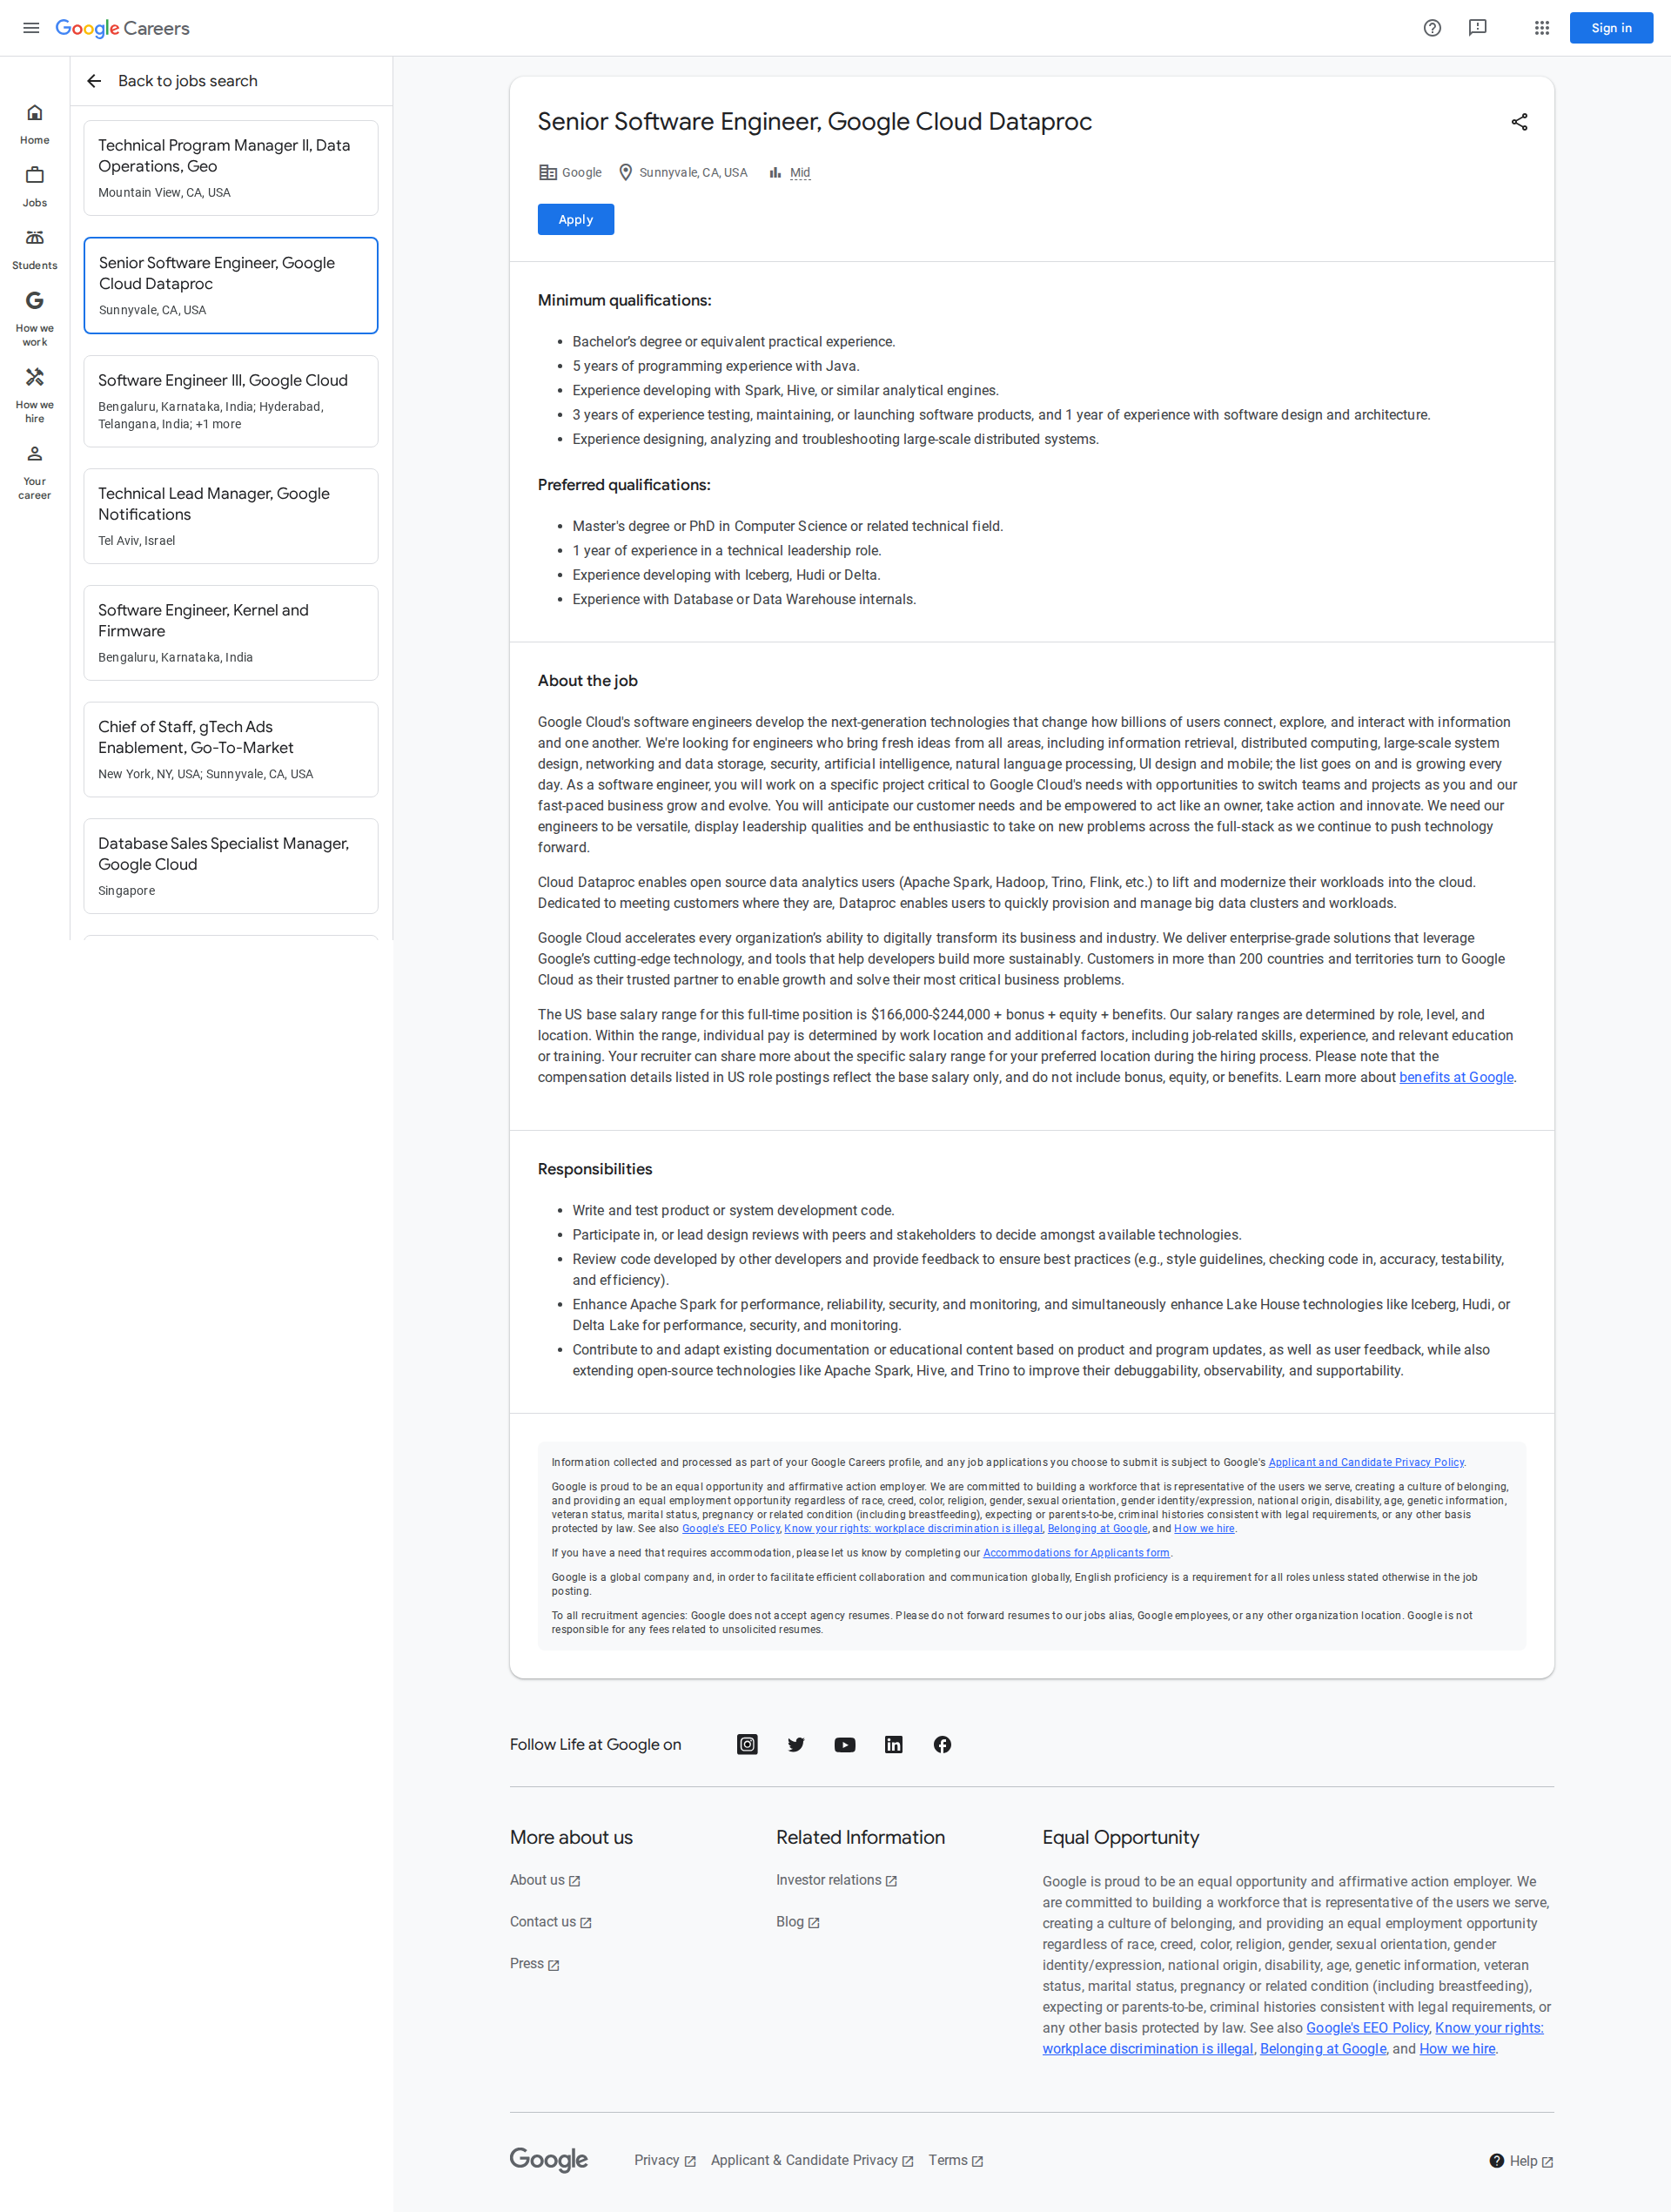 Google Careers
Sign in
Home
Jobs
Students
How we
work
How we
hire
Your
career
Back to jobs search
Technical Program Manager II, Data
Operations, Geo
Mountain View, CA, USA
Senior Software Engineer, Google
Cloud Dataproc
Sunnyvale, CA, USA
Software Engineer III, Google Cloud
Bengaluru, Karnataka, India; Hyderabad,
Telangana, India; +1 more
Technical Lead Manager, Google
Notifications
Tel Aviv, Israel
Software Engineer, Kernel and
Firmware
Bengaluru, Karnataka, India
Chief of Staff, gTech Ads
Enablement, Go-To-Market
New York, NY, USA; Sunnyvale, CA, USA
Database Sales Specialist Manager,
Google Cloud
Singapore
Senior Software Engineer, Google Cloud Dataproc
Google Sunnyvale, CA, USA Mid
Apply
Minimum qualifications:
• Bachelor’s degree or equivalent practical experience.
• 5 years of programming experience with Java.
• Experience developing with Spark, Hive, or similar analytical engines.
• 3 years of experience testing, maintaining, or launching software products, and 1 year of experience with software design and architecture.
• Experience designing, analyzing and troubleshooting large-scale distributed systems.
Preferred qualifications:
• Master's degree or PhD in Computer Science or related technical field.
• 1 year of experience in a technical leadership role.
• Experience developing with Iceberg, Hudi or Delta.
• Experience with Database or Data Warehouse internals.
About the job
Google Cloud's software engineers develop the next-generation technologies that change how billions of users connect, explore, and interact with information
and one another. We're looking for engineers who bring fresh ideas from all areas, including information retrieval, distributed computing, large-scale system
design, networking and data storage, security, artificial intelligence, natural language processing, UI design and mobile; the list goes on and is growing every
day. As a software engineer, you will work on a specific project critical to Google Cloud's needs with opportunities to switch teams and projects as you and our
fast-paced business grow and evolve. You will anticipate our customer needs and be empowered to act like an owner, take action and innovate. We need our
engineers to be versatile, display leadership qualities and be enthusiastic to take on new problems across the full-stack as we continue to push technology
forward.
Cloud Dataproc enables open source data analytics users (Apache Spark, Hadoop, Trino, Flink, etc.) to lift and modernize their workloads into the cloud.
Dedicated to meeting customers where they are, Dataproc enables users to quickly provision and manage big data clusters and workloads.
Google Cloud accelerates every organization’s ability to digitally transform its business and industry. We deliver enterprise-grade solutions that leverage
Google’s cutting-edge technology, and tools that help developers build more sustainably. Customers in more than 200 countries and territories turn to Google
Cloud as their trusted partner to enable growth and solve their most critical business problems.
The US base salary range for this full-time position is $166,000-$244,000 + bonus + equity + benefits. Our salary ranges are determined by role, level, and
location. Within the range, individual pay is determined by work location and additional factors, including job-related skills, experience, and relevant education
or training. Your recruiter can share more about the specific salary range for your preferred location during the hiring process. Please note that the
compensation details listed in US role postings reflect the base salary only, and do not include bonus, equity, or benefits. Learn more about benefits at Google.
Responsibilities
• Write and test product or system development code.
• Participate in, or lead design reviews with peers and stakeholders to decide amongst available technologies.
• Review code developed by other developers and provide feedback to ensure best practices (e.g., style guidelines, checking code in, accuracy, testability,
and efficiency).
• Enhance Apache Spark for performance, reliability, security, and monitoring, and simultaneously enhance Lake House technologies like Iceberg, Hudi, or
Delta Lake for performance, security, and monitoring.
• Contribute to and adapt existing documentation or educational content based on product and program updates, as well as user feedback, while also
extending open-source technologies like Apache Spark, Hive, and Trino to improve their debuggability, observability, and supportability.
Information collected and processed as part of your Google Careers profile, and any job applications you choose to submit is subject to Google's Applicant and Candidate Privacy Policy.
Google is proud to be an equal opportunity and affirmative action employer. We are committed to building a workforce that is representative of the users we serve, creating a culture of belonging,
and providing an equal employment opportunity regardless of race, creed, color, religion, gender, sexual orientation, gender identity/expression, national origin, disability, age, genetic information,
veteran status, marital status, pregnancy or related condition (including breastfeeding), expecting or parents-to-be, criminal histories consistent with legal requirements, or any other basis
protected by law. See also Google's EEO Policy, Know your rights: workplace discrimination is illegal, Belonging at Google, and How we hire.
If you have a need that requires accommodation, please let us know by completing our Accommodations for Applicants form.
Google is a global company and, in order to facilitate efficient collaboration and communication globally, English proficiency is a requirement for all roles unless stated otherwise in the job
posting.
To all recruitment agencies: Google does not accept agency resumes. Please do not forward resumes to our jobs alias, Google employees, or any other organization location. Google is not
responsible for any fees related to unsolicited resumes.
Follow Life at Google on
More about us
About us
Contact us
Press
Related Information
Investor relations
Blog
Equal Opportunity
Google is proud to be an equal opportunity and affirmative action employer. We
are committed to building a workforce that is representative of the users we serve,
creating a culture of belonging, and providing an equal employment opportunity
regardless of race, creed, color, religion, gender, sexual orientation, gender
identity/expression, national origin, disability, age, genetic information, veteran
status, marital status, pregnancy or related condition (including breastfeeding),
expecting or parents-to-be, criminal histories consistent with legal requirements, or
any other basis protected by law. See also Google's EEO Policy, Know your rights:
workplace discrimination is illegal, Belonging at Google, and How we hire.
Google Privacy Applicant & Candidate Privacy Terms Help